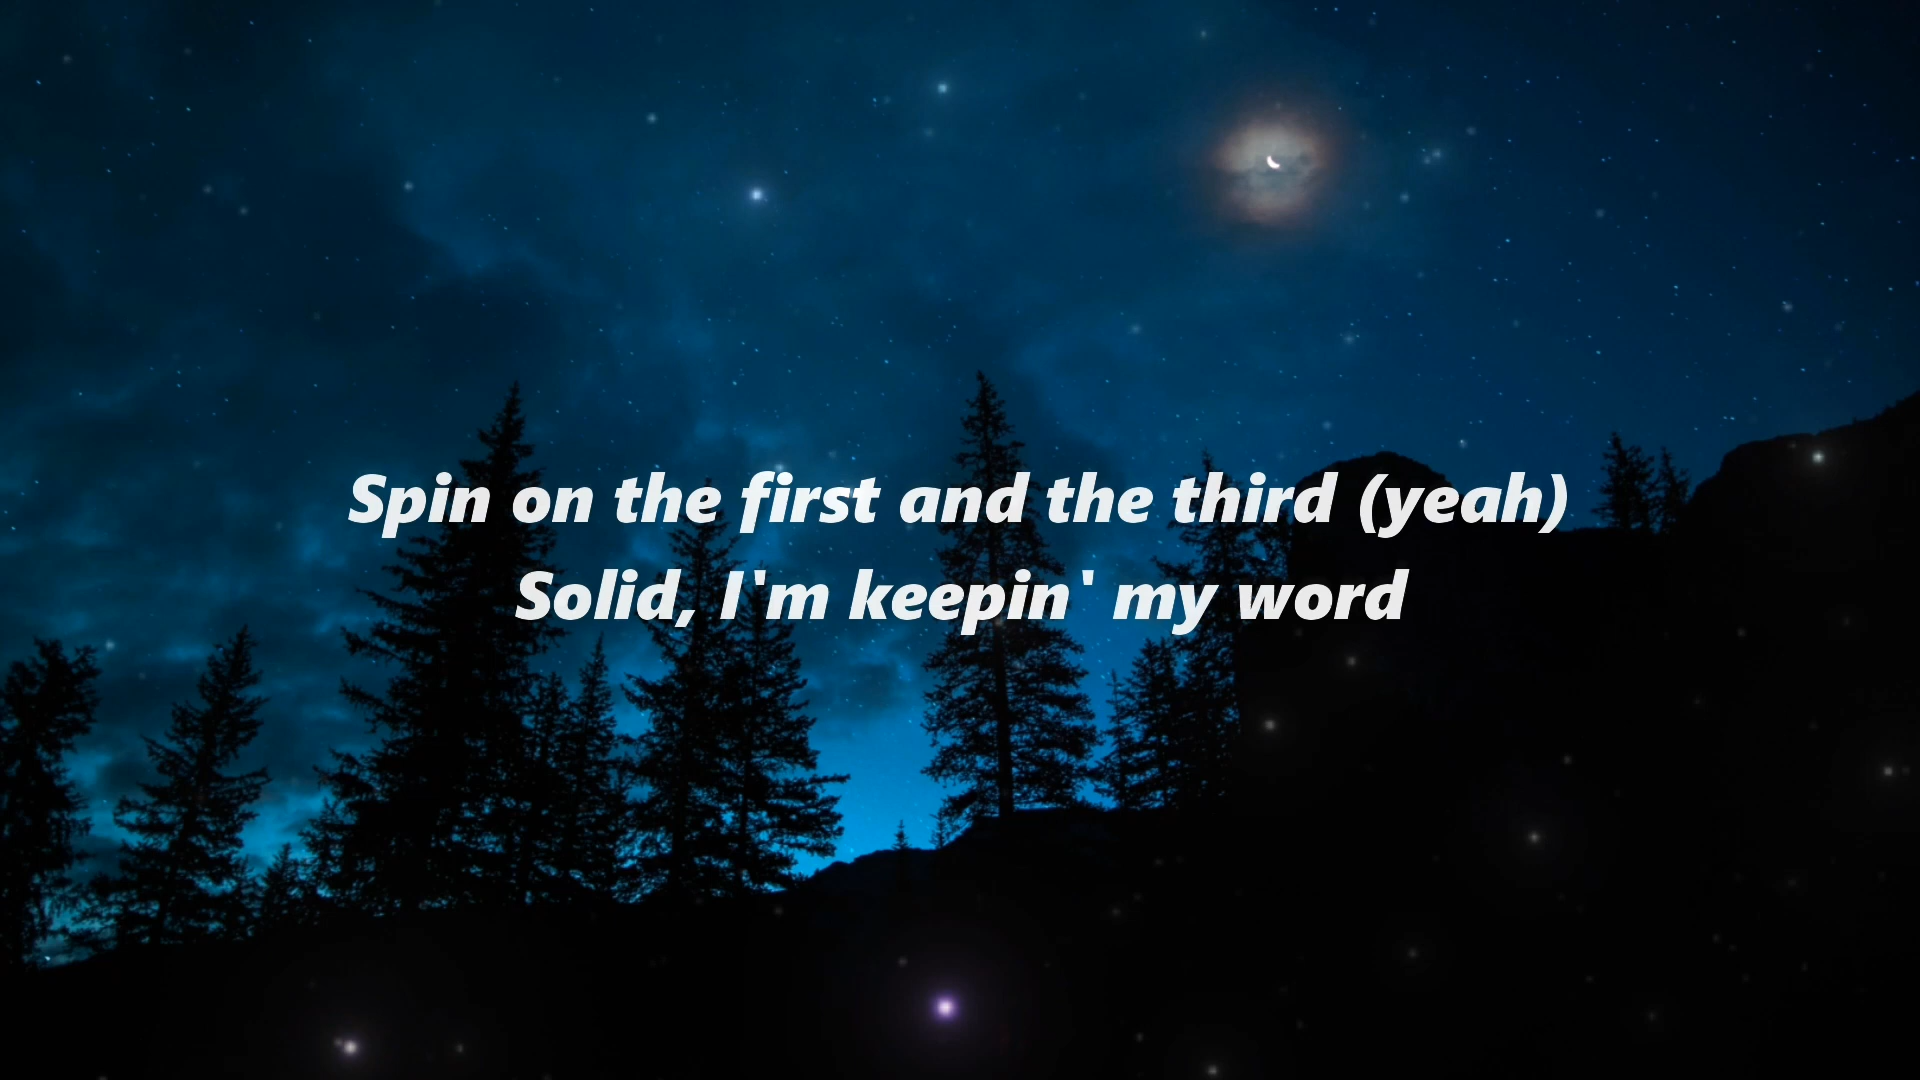 Spin on the first and the third (yeah)
Solid, I'm keepin' my word